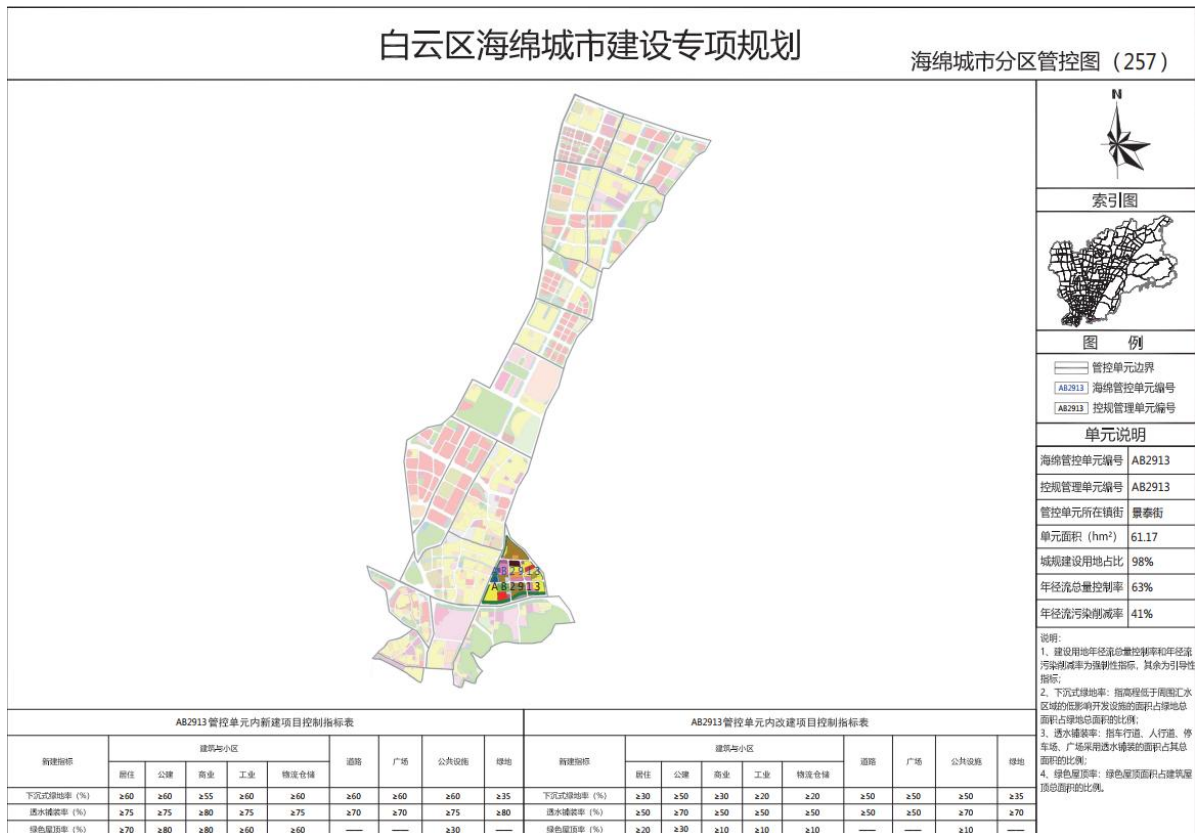 白云区海绵城市建设专项规划
海绵城市分区管控图（257）
N
索引图
图 例
管控单元边界
AB2913 海绵管控单元编号
AB2913 控规管理单元编号
单元说明
海绵管控单元编号 AB2913
控规管理单元编号 AB2913
管控单元所在镇街 景泰街
单元面积（hm²） 61.17
城规建设用地占比 98%
年径流总量控制率 63%
年径流污染削减率 41%
说明：
1、建设用地年径流总量控制率和年径流
污染削减率为强制性指标，其余为引导性
指标；
2、下沉式绿地率：指高程低于周围汇水
区域的低影响开发设施的面积占绿地总
面积占绿地总面积的比例；
3、透水铺装率：指车行道、人行道、停
车场、广场采用透水铺装的面积占其总
面积的比例；
4、绿色屋顶率：绿色屋顶面积占建筑屋
顶总面积的比例。
AB2913
AB2913
AB2913管控单元内新建项目控制指标表
新建指标 建筑与小区 道路 广场 公共设施 绿地
居住 公建 商业 工业 物流仓储
下沉式绿地率（%） ≥60 ≥60 ≥55 ≥60 ≥60 ≥60 ≥60 ≥60 ≥35
透水铺装率（%） ≥75 ≥75 ≥80 ≥75 ≥75 ≥70 ≥70 ≥75 ≥80
绿色屋顶率（%） ≥70 ≥80 ≥80 ≥60 ≥60 —— —— ≥30 ——
AB2913管控单元内改建项目控制指标表
新建指标 建筑与小区 道路 广场 公共设施 绿地
居住 公建 商业 工业 物流仓储
下沉式绿地率（%） ≥30 ≥50 ≥30 ≥20 ≥20 ≥50 ≥50 ≥50 ≥35
透水铺装率（%） ≥50 ≥70 ≥50 ≥50 ≥50 ≥50 ≥50 ≥70 ≥70
绿色屋顶率（%） ≥20 ≥30 ≥10 ≥10 ≥10 —— —— ≥10 ——